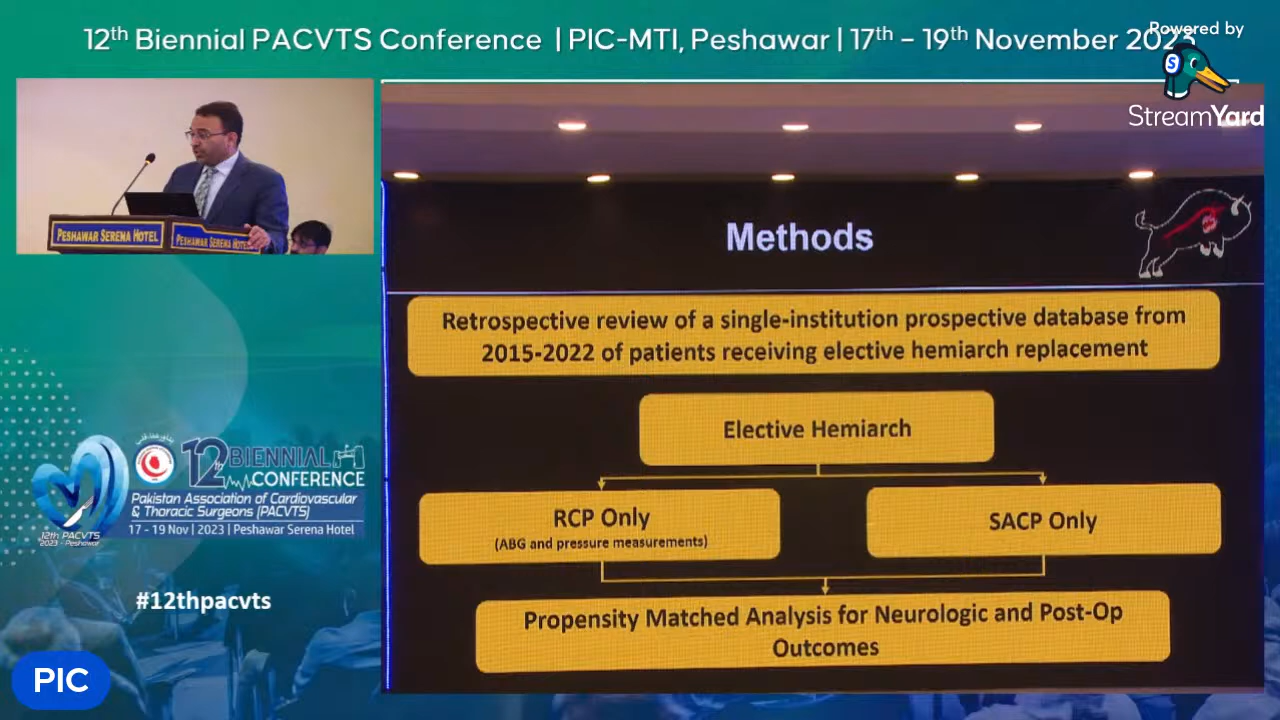 12th Biennial PACVTS Conference | PIC-MTI, Peshawar | 17th – 19th November 2023
Powered by
StreamYard
PESHAWAR SERENA HOTEL
PESHAWAR SERENA HOTEL
Methods
Retrospective review of a single-institution prospective database from
2015-2022 of patients receiving elective hemiarch replacement
Elective Hemiarch
RCP Only
(ABG and pressure measurements)
SACP Only
Propensity Matched Analysis for Neurologic and Post-Op
Outcomes
12th BIENNIAL
CONFERENCE
Pakistan Association of Cardiovascular
& Thoracic Surgeons (PACVTS)
17 - 19 Nov | 2023 | Peshawar Serena Hotel
12th PACVTS
2023 - Peshawar
#12thpacvts
PIC